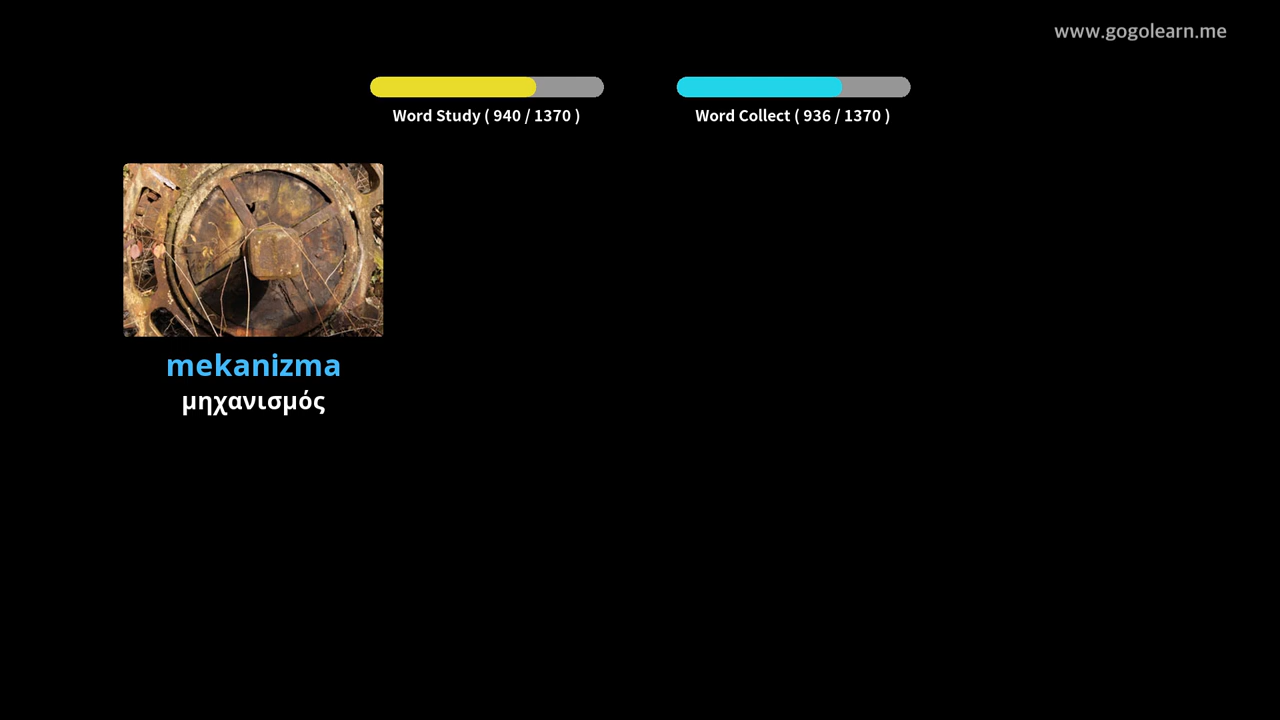 www.gogolearn.me
Word Study ( 940 / 1370 )
Word Collect ( 936 / 1370 )
mekanizma
μηχανισμός